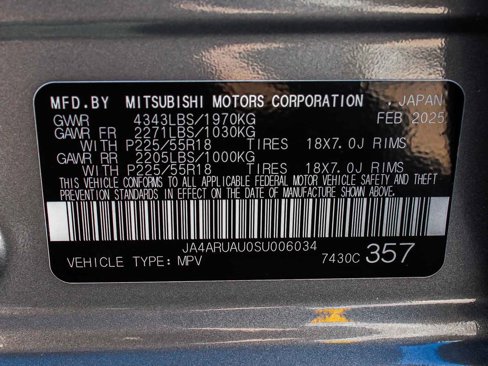 MFD.BY MITSUBISHI MOTORS CORPORATION , JAPAN
GVWR 4343LBS/1970KG FEB 2025
GAWR FR 2271LBS/1030KG
WITH P225/55R18 TIRES 18X7.0J RIMS
GAWR RR 2205LBS/1000KG
WITH P225/55R18 TIRES 18X7.0J RIMS
THIS VEHICLE CONFORMS TO ALL APPLICABLE FEDERAL MOTOR VEHICLE SAFETY AND THEFT
PREVENTION STANDARDS IN EFFECT ON THE DATE OF MANUFACTURE SHOWN ABOVE.
JA4ARUAU0SU006034
VEHICLE TYPE: MPV 7430C 357